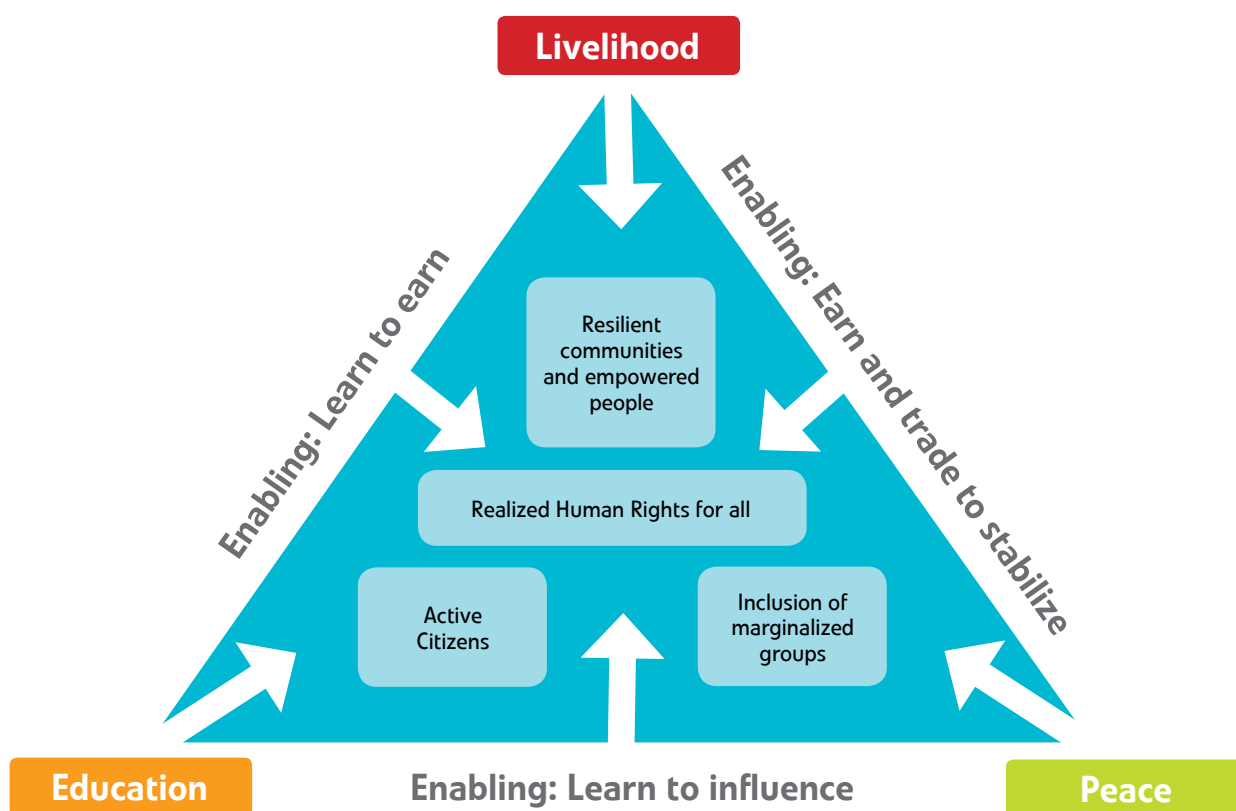 Livelihood
Enabling: Learn to earn
Enabling: Earn and trade to stabilize
Resilient
communities
and empowered
people
Realized Human Rights for all
Active
Citizens
Inclusion of
marginalized
groups
Education
Enabling: Learn to influence
Peace